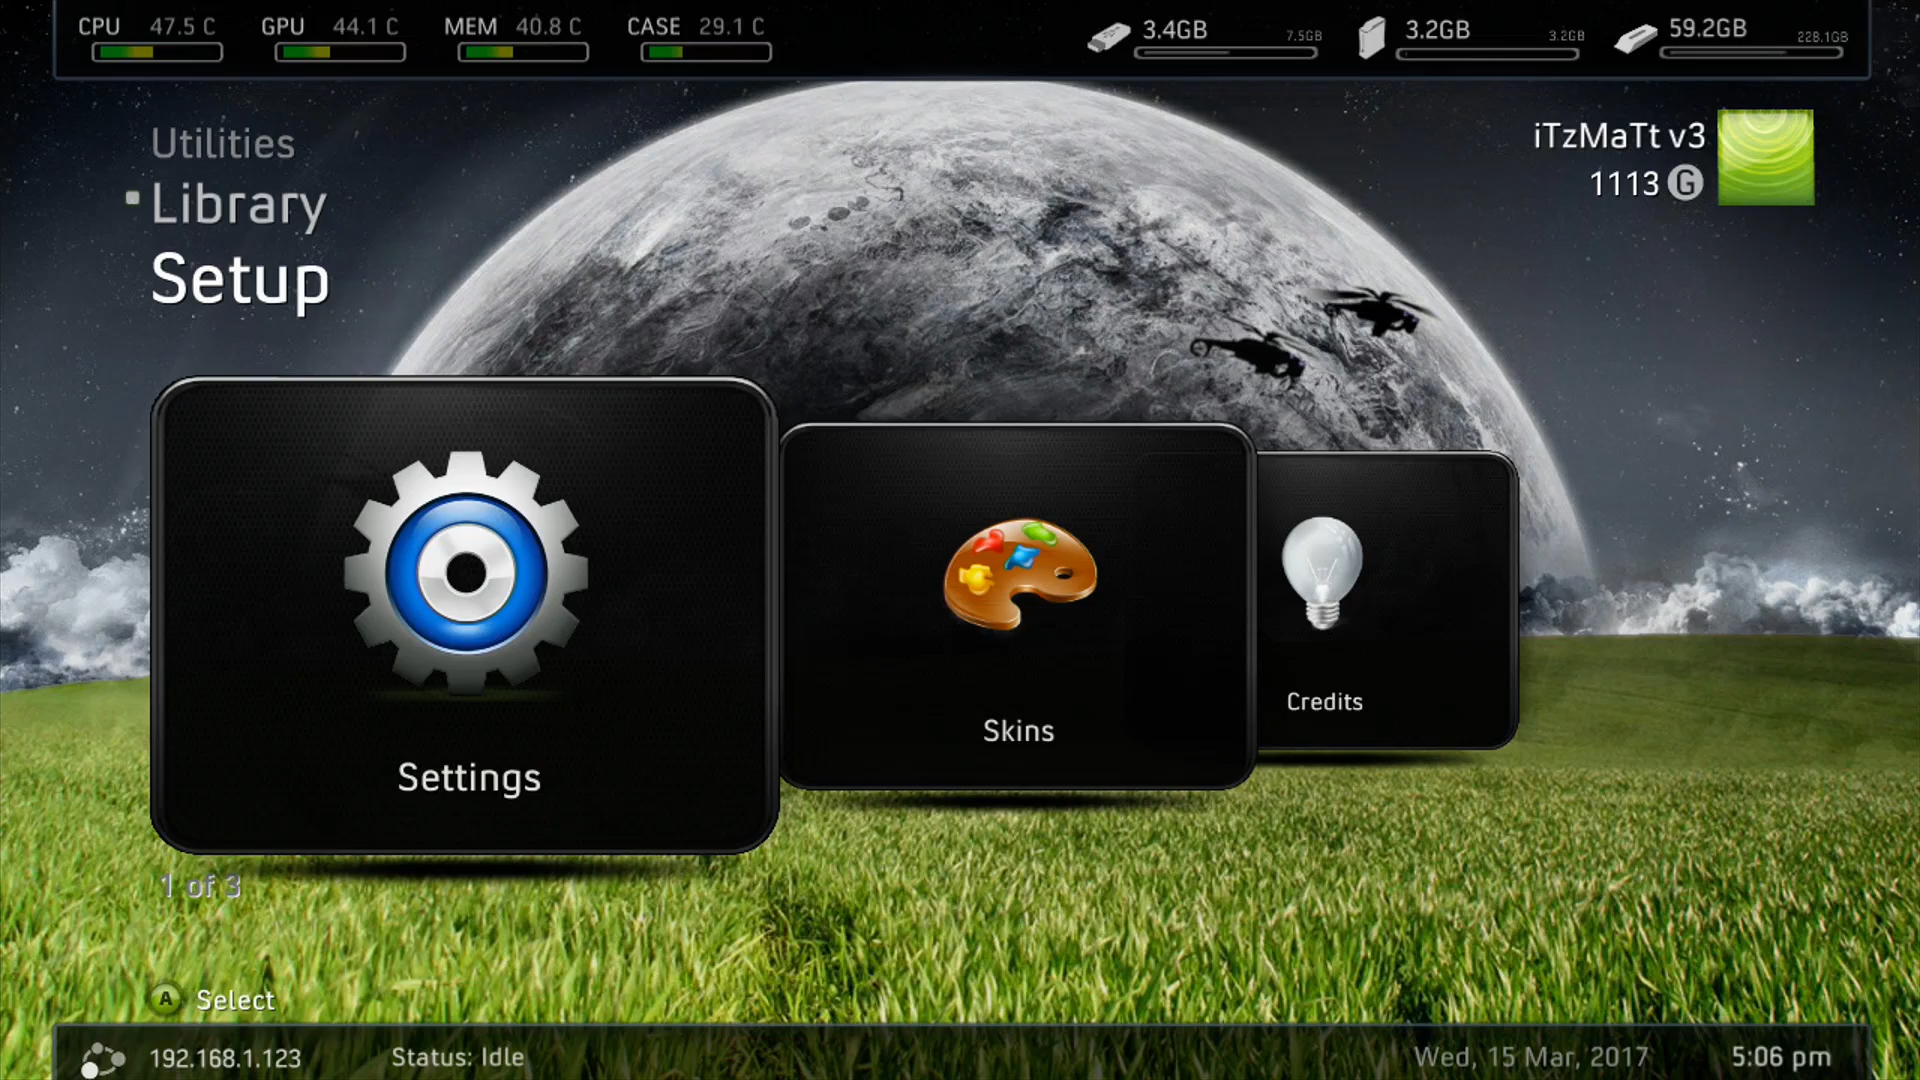 CPU 47.5 C GPU 44.1 C MEM 40.8 C CASE 29.1 C 3.4GB 7.5GB 3.2GB 3.2GB 59.2GB 228.1GB
Utilities
Library
Setup
iTzMaTt v3
1113 G
Settings
Skins
Credits
1 of 3
A Select
192.168.1.123 Status: Idle Wed, 15 Mar, 2017 5:06 pm